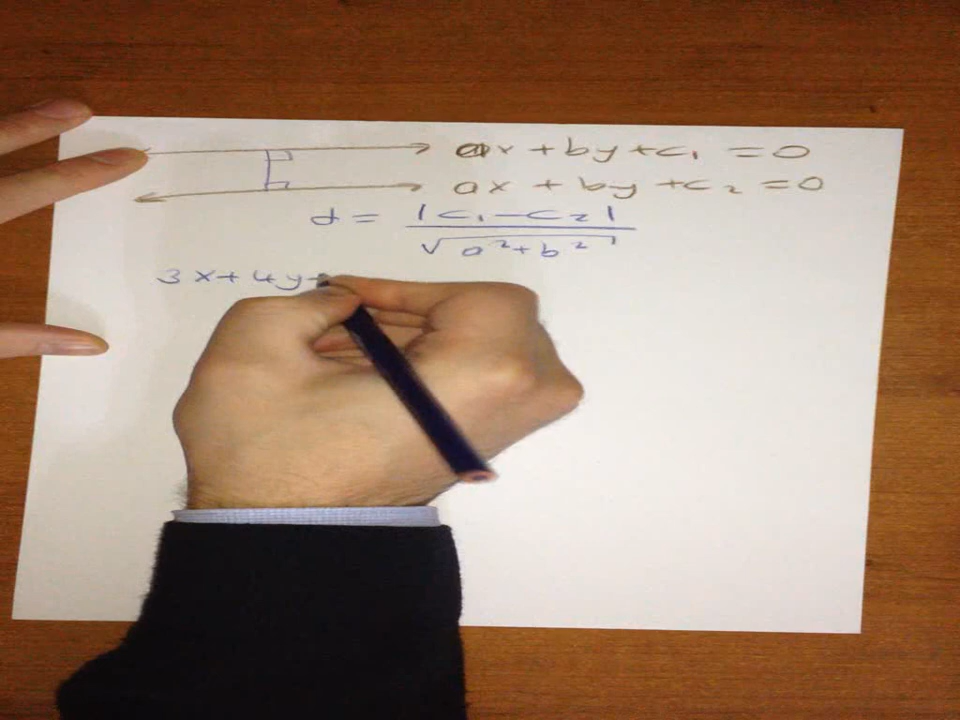 ax + by + c₁ = 0
ax + by + c₂ = 0
d = |c₁ - c₂| / √(a² + b²)
3x + 4y +